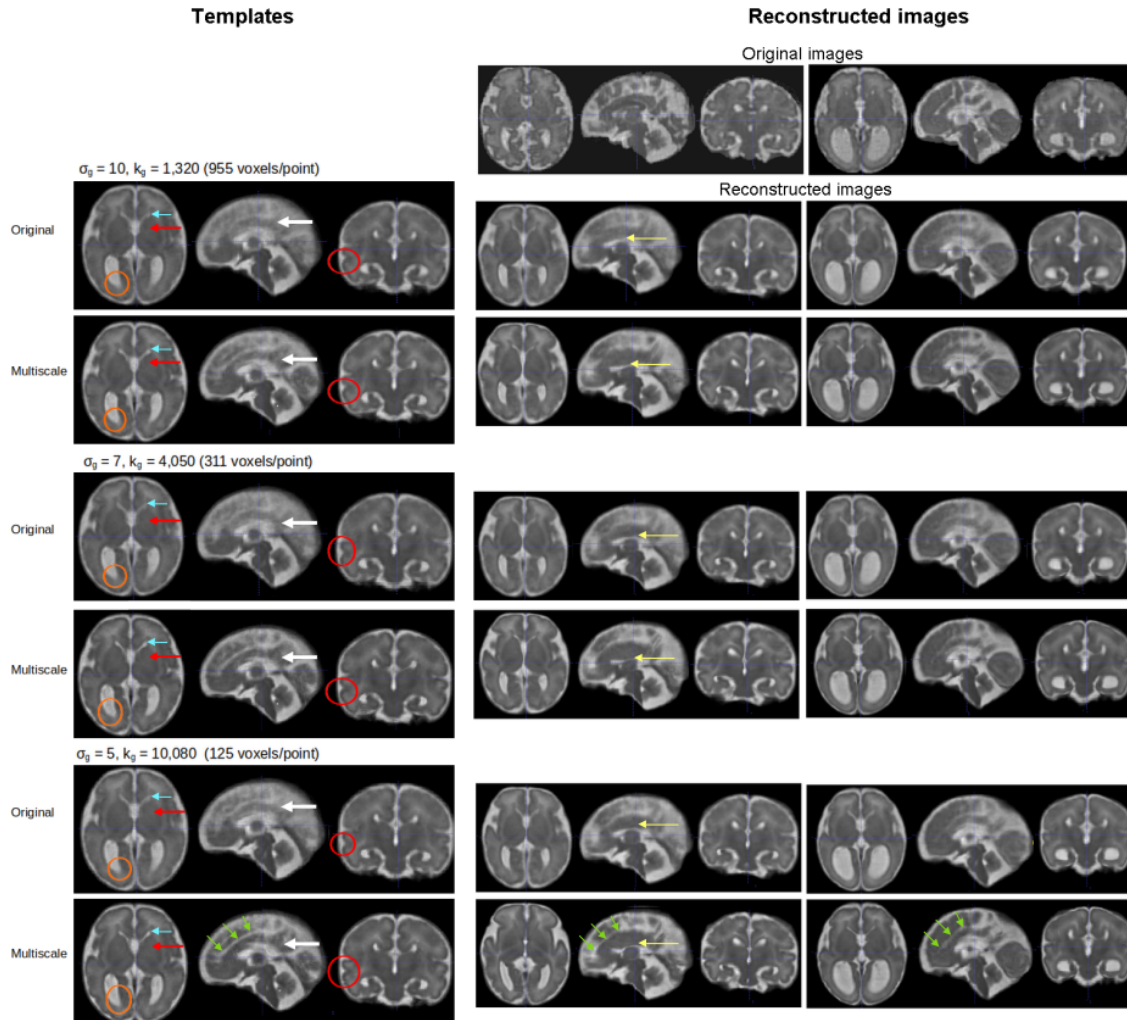 Templates
Reconstructed images
Original images
σg = 10, kg = 1,320 (955 voxels/point)
Reconstructed images
Original
Multiscale
σg = 7, kg = 4,050 (311 voxels/point)
Original
Multiscale
σg = 5, kg = 10,080 (125 voxels/point)
Original
Multiscale